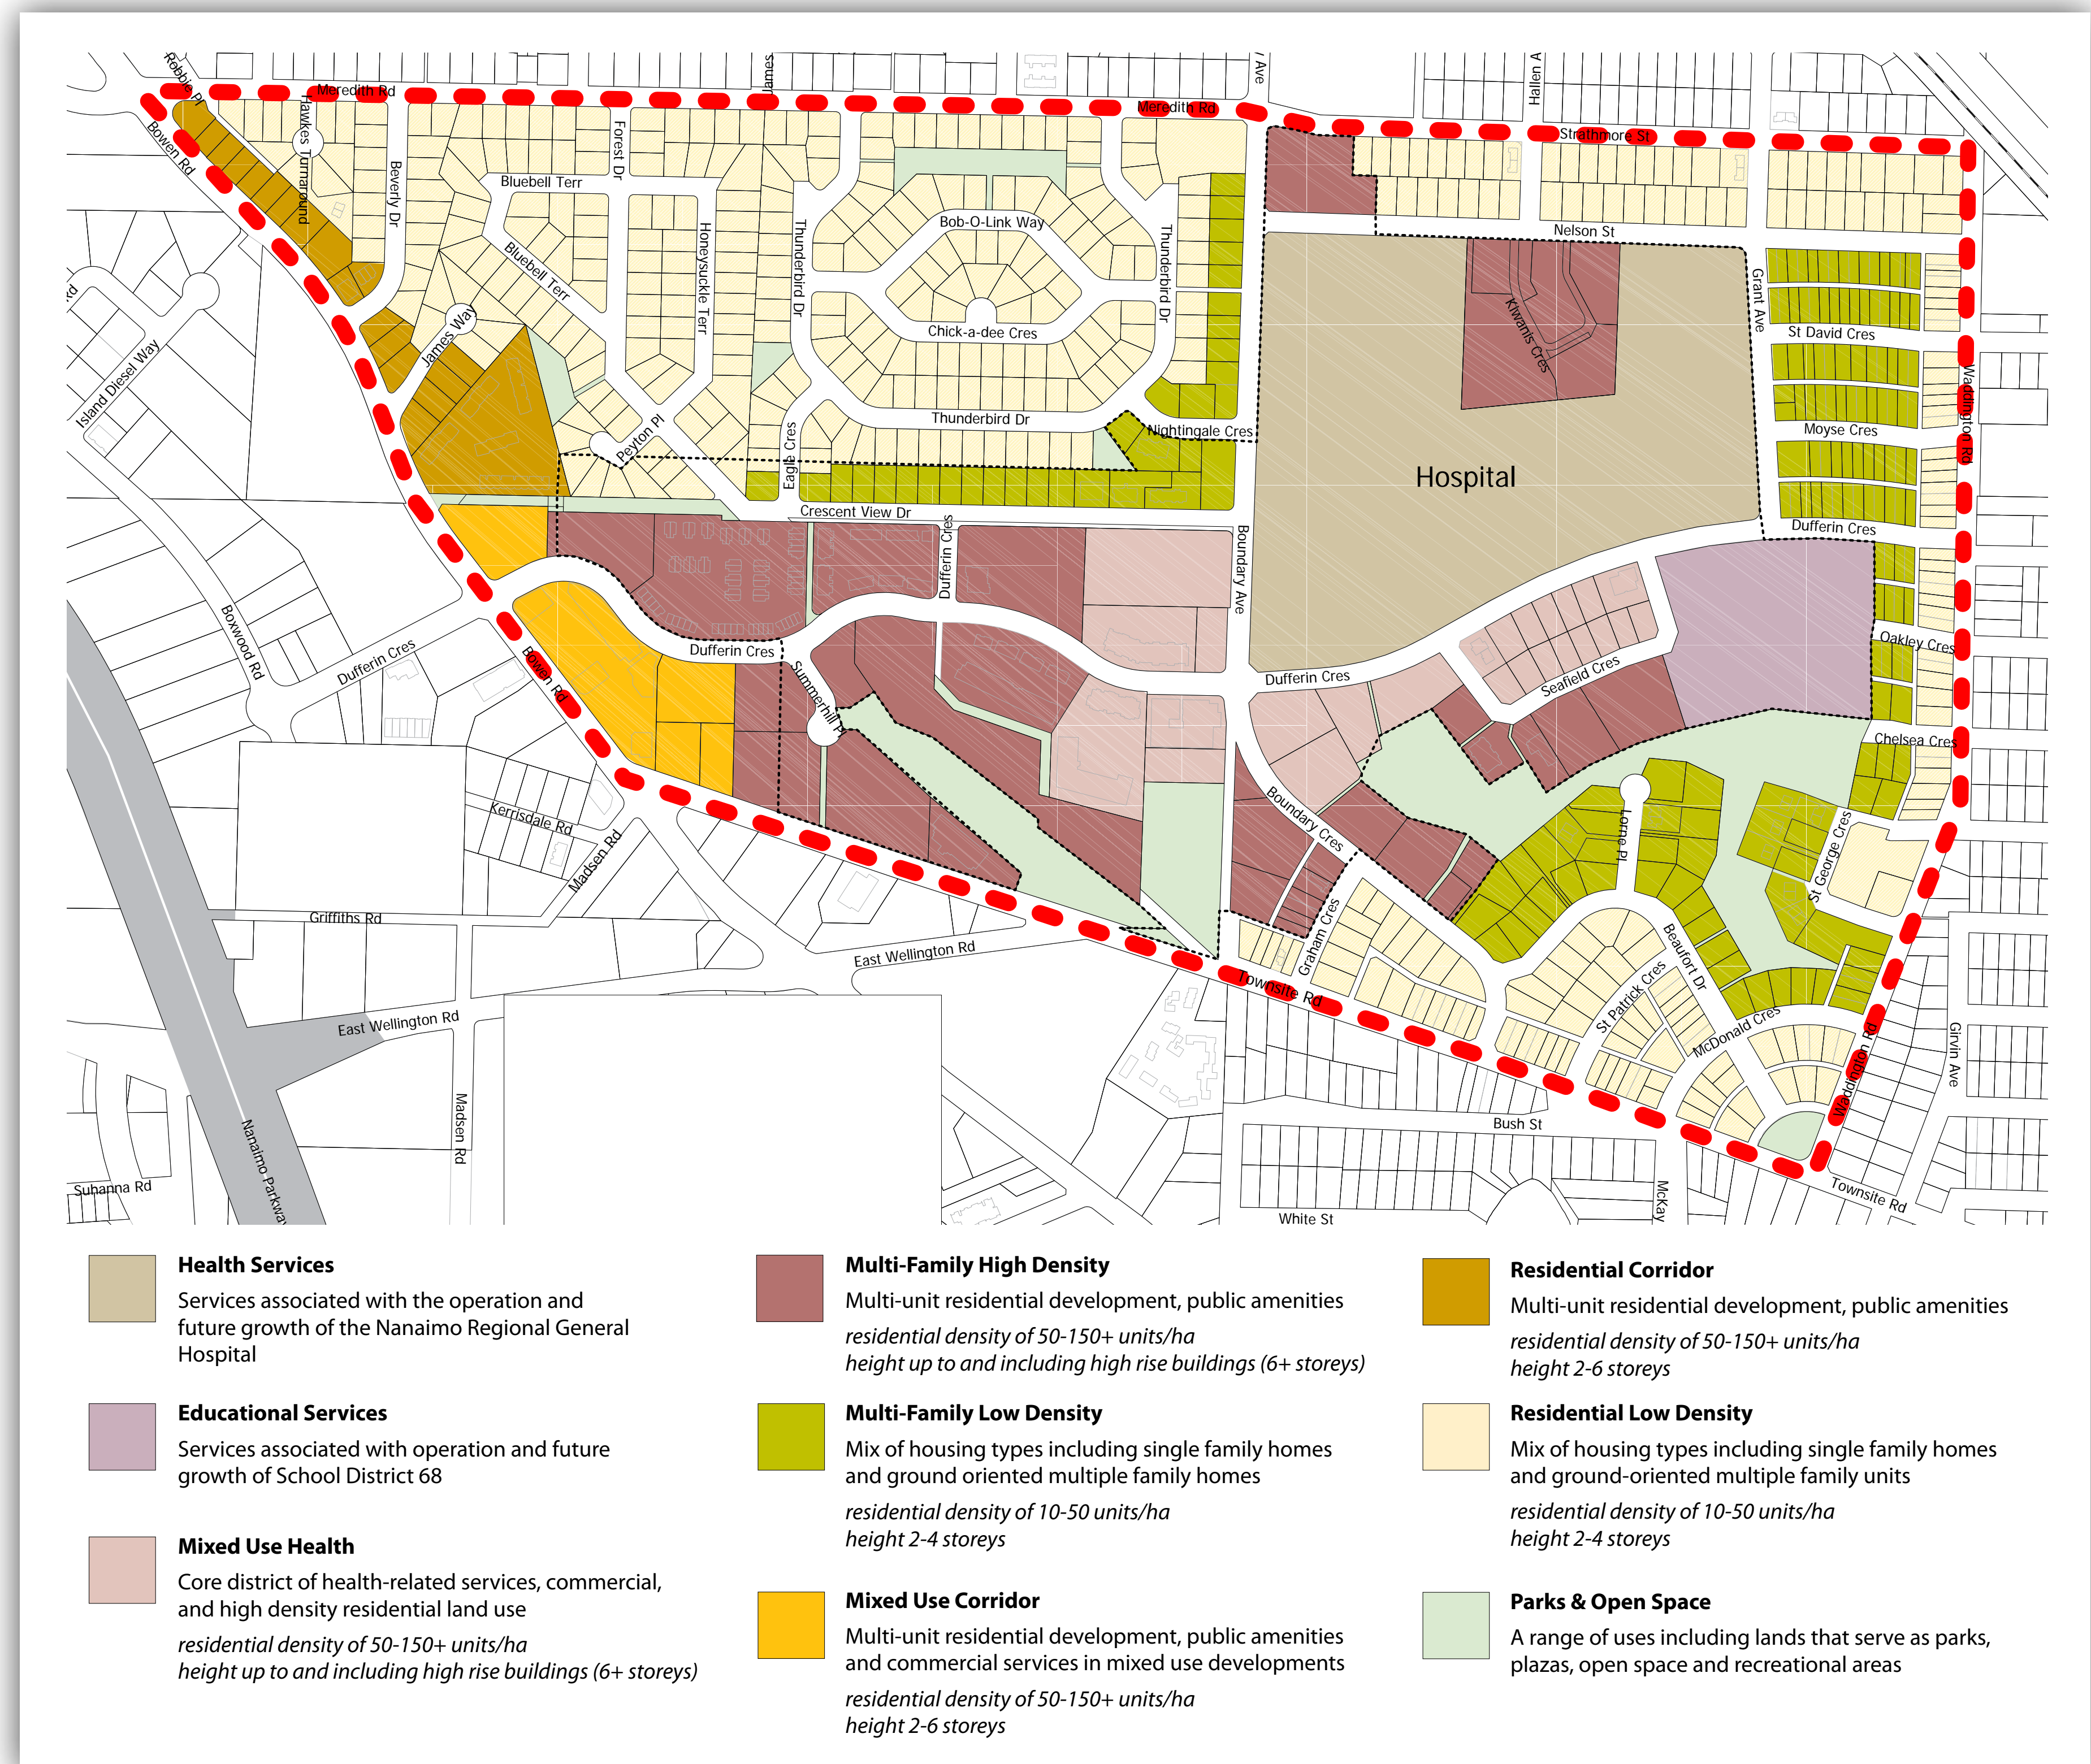 Robbie Pl
Meredith Rd
James
Meredith Rd
Ave
Hallen A
Strathmore St
Bowen Rd
Hawkes Turnaround
Beverly Dr
Forest Dr
Bluebell Terr
Bluebell Terr
Honeysuckle Terr
Thunderbird Dr
Bob-O-Link Way
Thunderbird Dr
Chick-a-dee Cres
Thunderbird Dr
Nelson St
Kiwanis Cres
Grant Ave
St David Cres
Waddington Rd
Moyse Cres
Dufferin Cres
Rd
Island Diesel Way
James Way
Peyton Pl
Eagle Cres
Nightingale Cres
Hospital
Crescent View Dr
Dufferin Cres
Boundary Ave
Boxwood Rd
Dufferin Cres
Bowen Rd
Dufferin Cres
Summerhill Pl
Dufferin Cres
Seafield Cres
Oakley Cres
Chelsea Cres
Boundary Cres
Lorne Pl
St George Cres
Kerrisdale Rd
Madsen Rd
Griffiths Rd
East Wellington Rd
Graham Cres
Townsite Rd
Beaufort Dr
St Patrick Cres
McDonald Cres
Waddington Rd
Girvin Ave
East Wellington Rd
Madsen Rd
Nanaimo Parkway
Suhanna Rd
Bush St
White St
McKay
Townsite Rd
Health Services
Services associated with the operation and
future growth of the Nanaimo Regional General
Hospital
Educational Services
Services associated with operation and future
growth of School District 68
Mixed Use Health
Core district of health-related services, commercial,
and high density residential land use
residential density of 50-150+ units/ha
height up to and including high rise buildings (6+ storeys)
Multi-Family High Density
Multi-unit residential development, public amenities
residential density of 50-150+ units/ha
height up to and including high rise buildings (6+ storeys)
Multi-Family Low Density
Mix of housing types including single family homes
and ground oriented multiple family homes
residential density of 10-50 units/ha
height 2-4 storeys
Mixed Use Corridor
Multi-unit residential development, public amenities
and commercial services in mixed use developments
residential density of 50-150+ units/ha
height 2-6 storeys
Residential Corridor
Multi-unit residential development, public amenities
residential density of 50-150+ units/ha
height 2-6 storeys
Residential Low Density
Mix of housing types including single family homes
and ground-oriented multiple family units
residential density of 10-50 units/ha
height 2-4 storeys
Parks & Open Space
A range of uses including lands that serve as parks,
plazas, open space and recreational areas